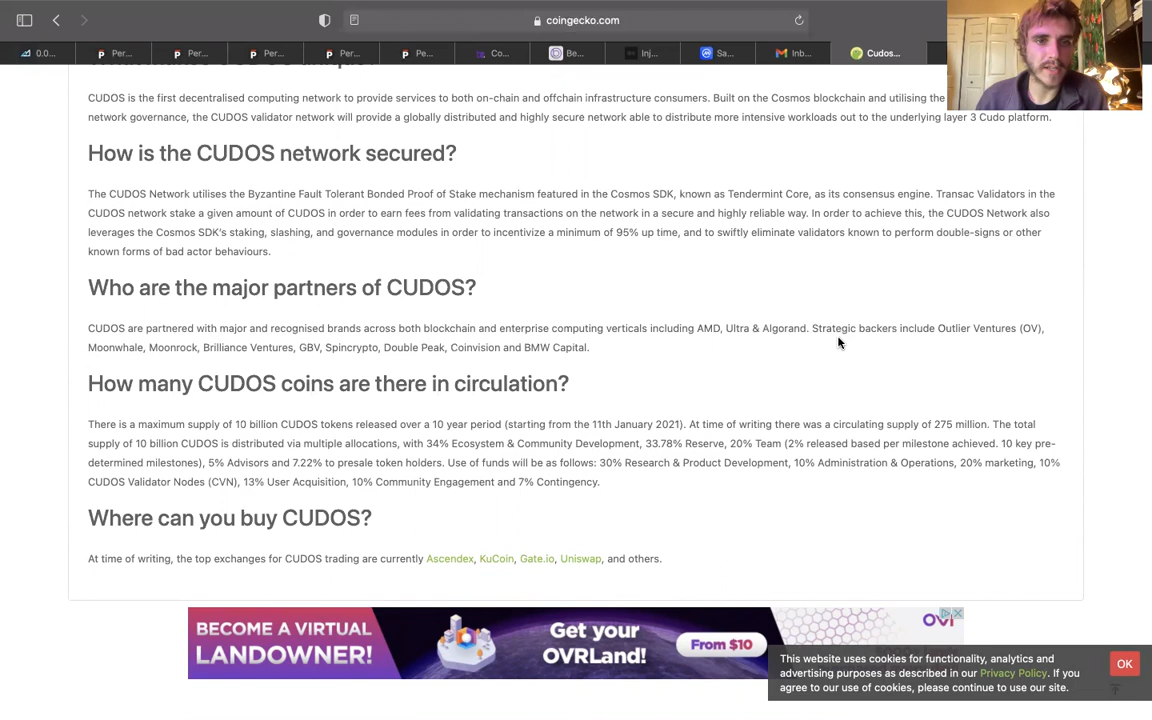 coingecko.com
0.0...
Per...
Per...
Per...
Per...
Pe...
Co...
Be...
Inj...
Sa...
Inb...
Cudos...
CUDOS is the first decentralised computing network to provide services to both on-chain and offchain infrastructure consumers. Built on the Cosmos blockchain and utilising the
network governance, the CUDOS validator network will provide a globally distributed and highly secure network able to distribute more intensive workloads out to the underlying layer 3 Cudo platform.
How is the CUDOS network secured?
The CUDOS Network utilises the Byzantine Fault Tolerant Bonded Proof of Stake mechanism featured in the Cosmos SDK, known as Tendermint Core, as its consensus engine. Transac Validators in the
CUDOS network stake a given amount of CUDOS in order to earn fees from validating transactions on the network in a secure and highly reliable way. In order to achieve this, the CUDOS Network also
leverages the Cosmos SDK's staking, slashing, and governance modules in order to incentivize a minimum of 95% up time, and to swiftly eliminate validators known to perform double-signs or other
known forms of bad actor behaviours.
Who are the major partners of CUDOS?
CUDOS are partnered with major and recognised brands across both blockchain and enterprise computing verticals including AMD, Ultra & Algorand. Strategic backers include Outlier Ventures (OV),
Moonwhale, Moonrock, Brilliance Ventures, GBV, Spincrypto, Double Peak, Coinvision and BMW Capital.
How many CUDOS coins are there in circulation?
There is a maximum supply of 10 billion CUDOS tokens released over a 10 year period (starting from the 11th January 2021). At time of writing there was a circulating supply of 275 million. The total
supply of 10 billion CUDOS is distributed via multiple allocations, with 34% Ecosystem & Community Development, 33.78% Reserve, 20% Team (2% released based per milestone achieved. 10 key pre-
determined milestones), 5% Advisors and 7.22% to presale token holders. Use of funds will be as follows: 30% Research & Product Development, 10% Administration & Operations, 20% marketing, 10%
CUDOS Validator Nodes (CVN), 13% User Acquisition, 10% Community Engagement and 7% Contingency.
Where can you buy CUDOS?
At time of writing, the top exchanges for CUDOS trading are currently Ascendex, KuCoin, Gate.io, Uniswap, and others.
BECOME A VIRTUAL
LANDOWNER!
Get your
OVRLand!
From $10
This website uses cookies for functionality, analytics and
advertising purposes as described in our Privacy Policy. If you
agree to our use of cookies, please continue to use our site.
OK